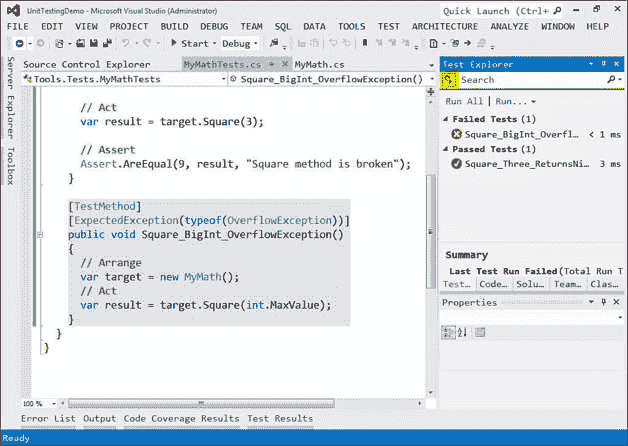 UnitTestingDemo - Microsoft Visual Studio (Administrator)
Quick Launch (Ctrl+
FILE EDIT VIEW PROJECT BUILD DEBUG TEAM SQL DATA TOOLS TEST ARCHITECTURE ANALYZE WINDOW HELP
Start Debug
Server Explorer
Toolbox
Source Control Explorer
MyMathTests.cs
MyMath.cs
Tools.Tests.MyMathTests
Square_BigInt_OverflowException()
// Act
var result = target.Square(3);
// Assert
Assert.AreEqual(9, result, "Square method is broken");
}
[TestMethod]
[ExpectedException(typeof(OverflowException))]
public void Square_BigInt_OverflowException()
{
// Arrange
var target = new MyMath();
// Act
var result = target.Square(int.MaxValue);
}
}
}
100 %
Test Explorer
Search
Run All | Run...
Failed Tests (1)
Square_BigInt_Overfl... < 1 ms
Passed Tests (1)
Square_Three_ReturnsNi... 3 ms
Summary
Last Test Run Failed (Total Run T
Test... Code... Solu... Team... Clas...
Properties
Error List Output Code Coverage Results Test Results
Ready